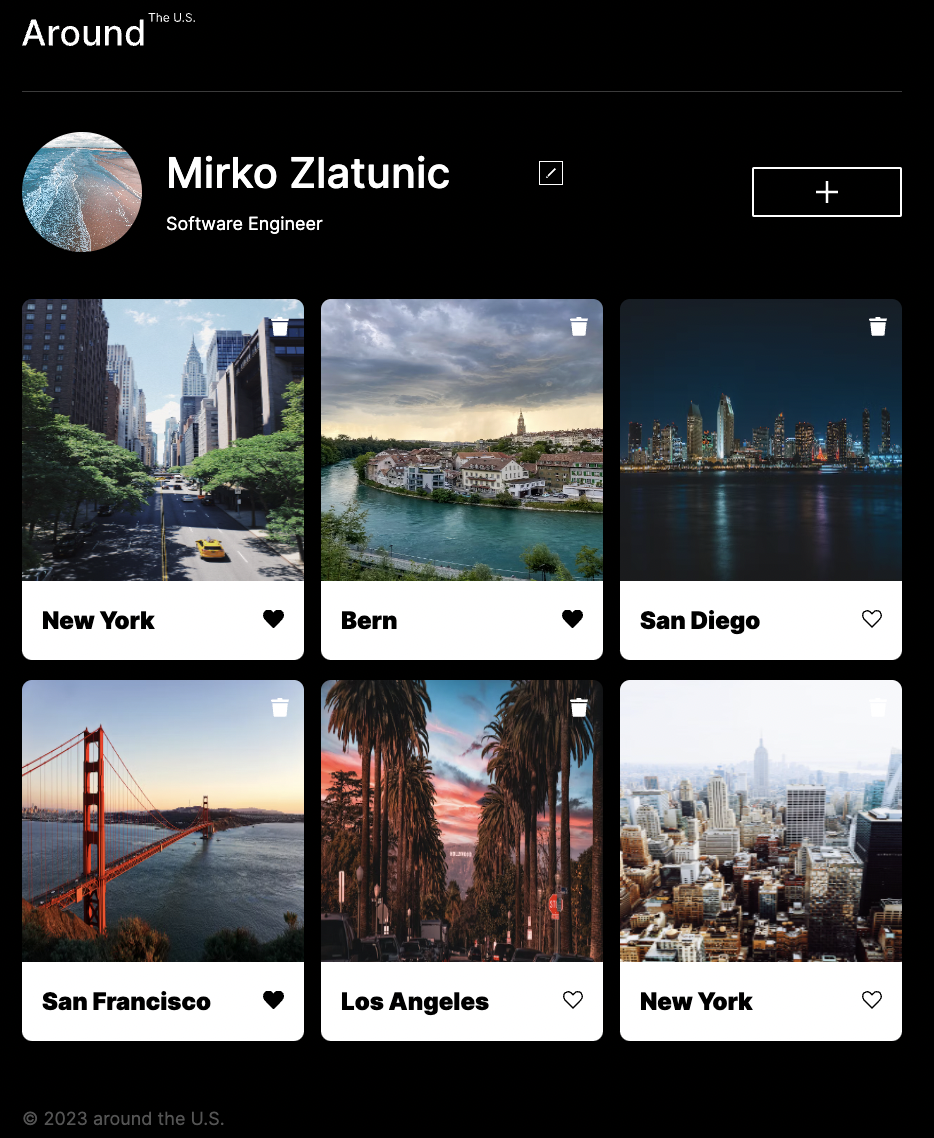 Around The U.S.
Mirko Zlatunic
Software Engineer
New York
Bern
San Diego
HOLLYWOOD
San Francisco
Los Angeles
New York
© 2023 around the U.S.